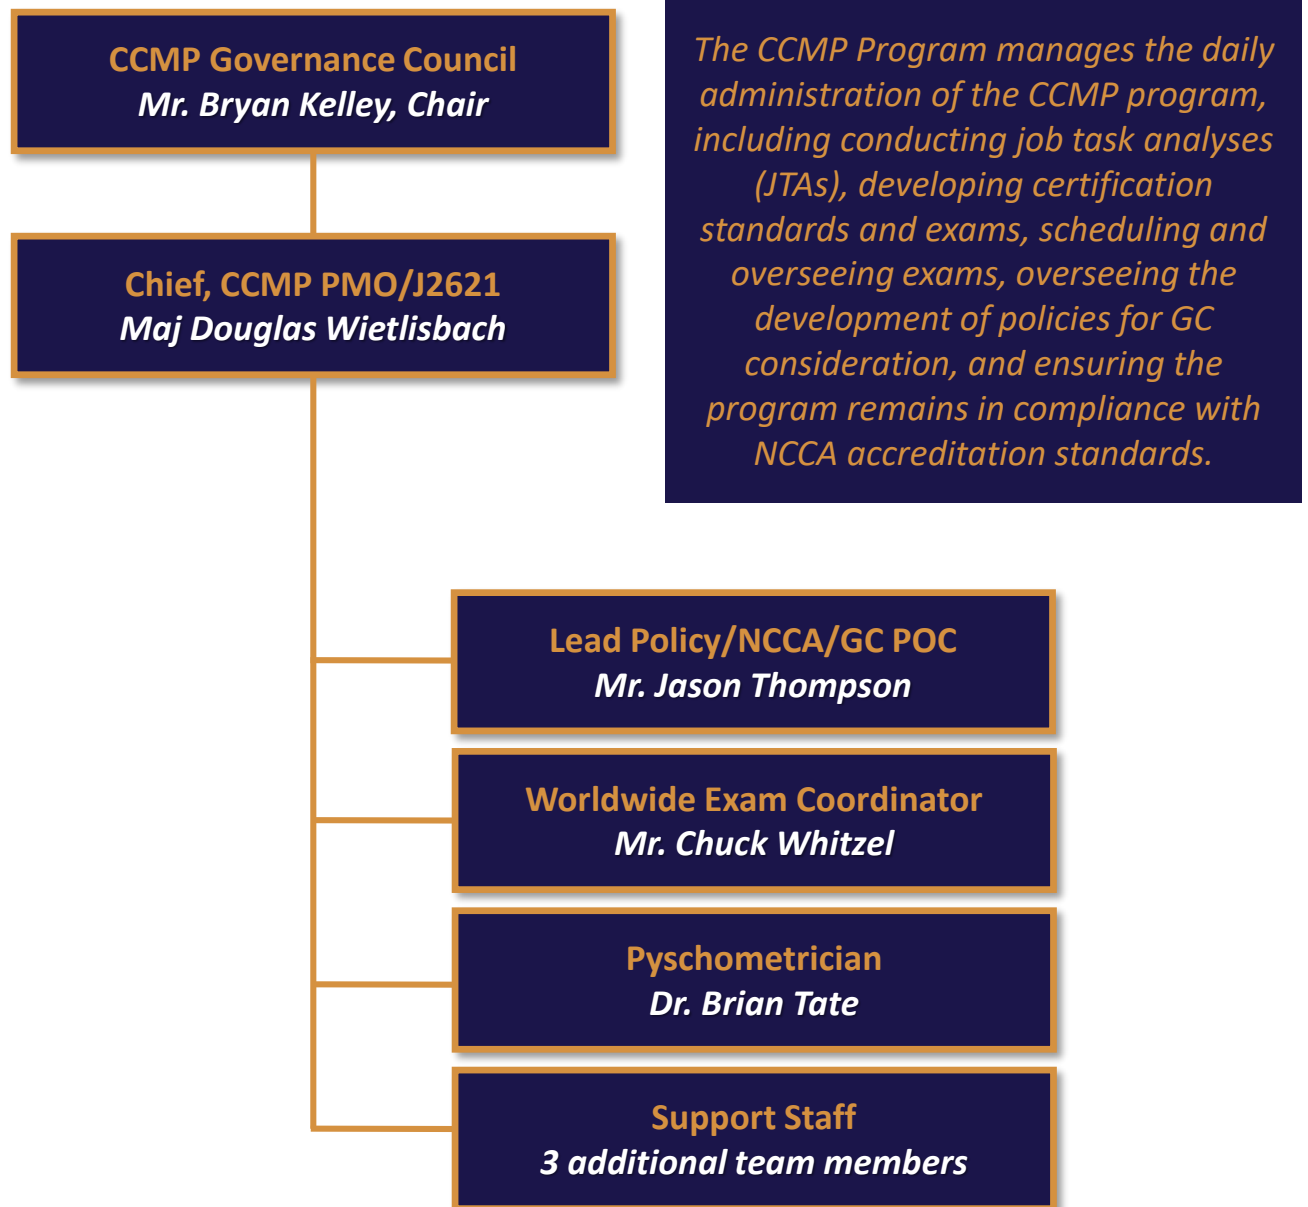 CCMP Governance Council
Mr. Bryan Kelley, Chair
Chief, CCMP PMO/J2621
Maj Douglas Wietlisbach
The CCMP Program manages the daily
administration of the CCMP program,
including conducting job task analyses
(JTAs), developing certification
standards and exams, scheduling and
overseeing exams, overseeing the
development of policies for GC
consideration, and ensuring the
program remains in compliance with
NCCA accreditation standards.
Lead Policy/NCCA/GC POC
Mr. Jason Thompson
Worldwide Exam Coordinator
Mr. Chuck Whitzel
Pyschometrician
Dr. Brian Tate
Support Staff
3 additional team members